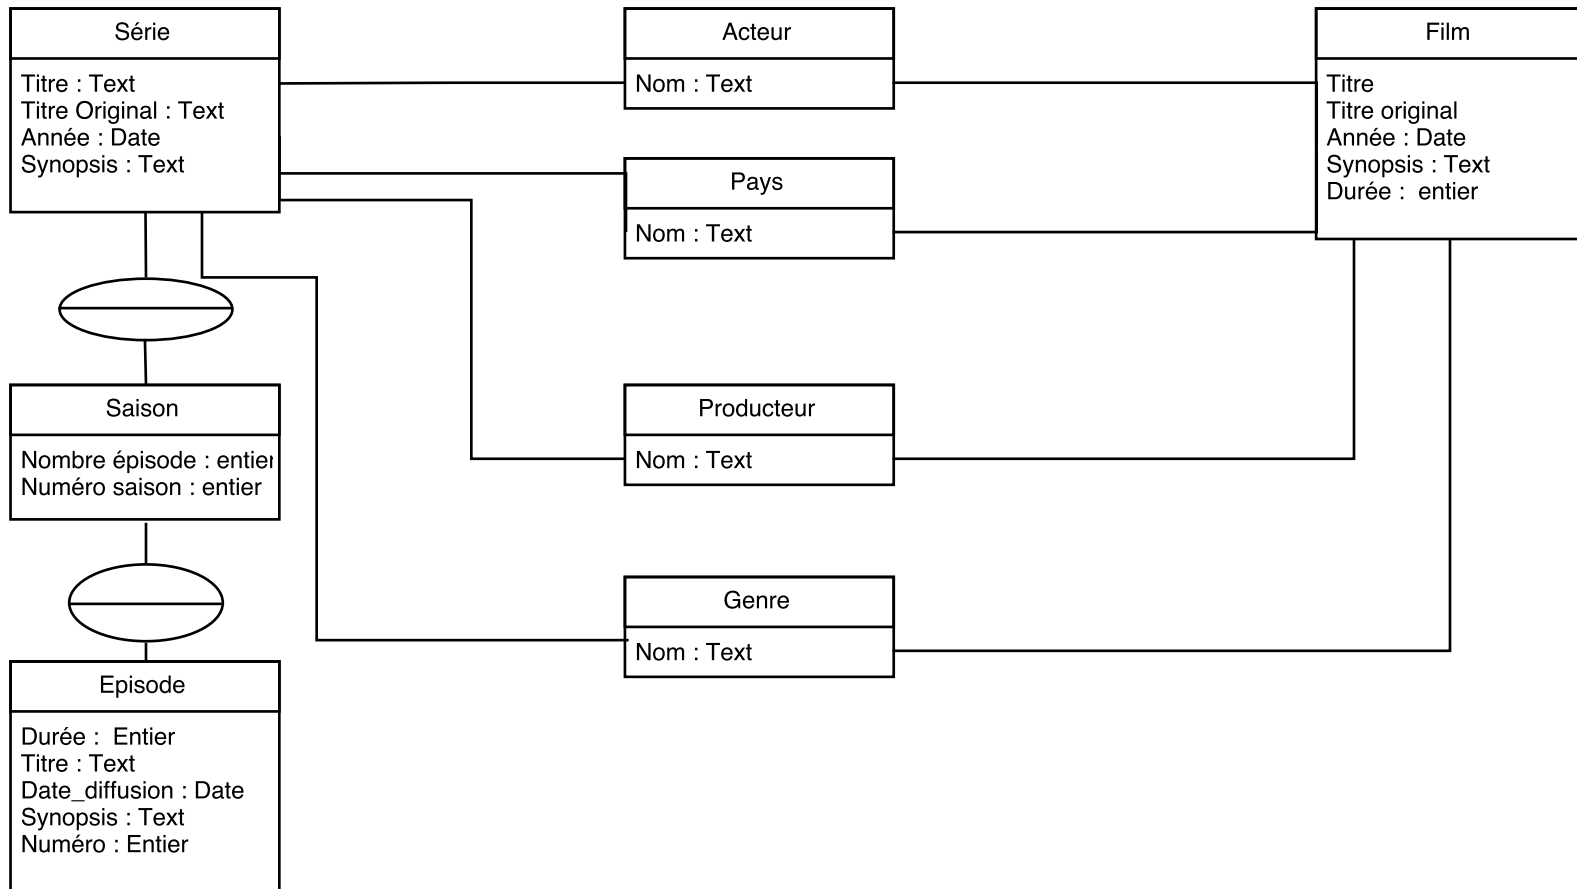 Série
Titre : Text
Titre Original : Text
Année : Date
Synopsis : Text
Acteur
Nom : Text
Film
Titre
Titre original
Année : Date
Synopsis : Text
Durée :  entier
Pays
Nom : Text
Saison
Nombre épisode : entier
Numéro saison : entier
Producteur
Nom : Text
Genre
Nom : Text
Episode
Durée :  Entier
Titre : Text
Date_diffusion : Date
Synopsis : Text
Numéro : Entier